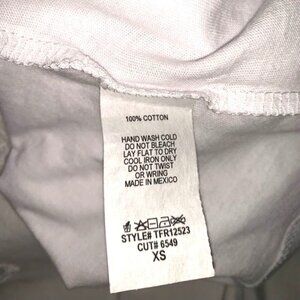 100% COTTON
HAND WASH COLD
DO NOT BLEACH
LAY FLAT TO DRY
COOL IRON ONLY
DO NOT TWIST
OR WRING
MADE IN MEXICO
STYLE# TFR12523
CUT# 6549
XS